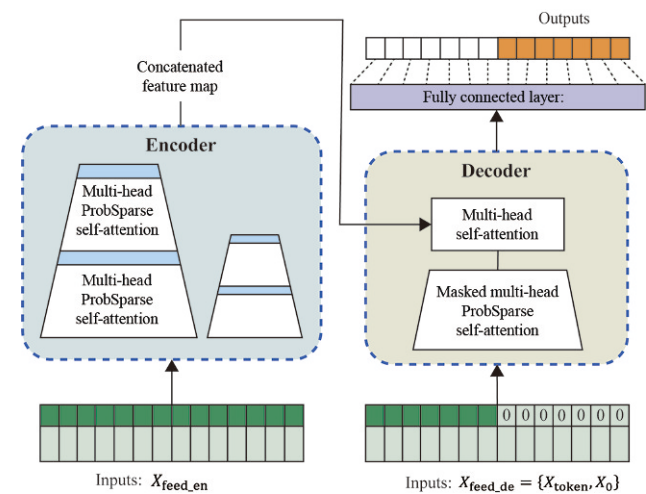 Outputs
Concatenated
feature map
Fully connected layer:
Encoder
Decoder
Multi-head
ProbSparse
self-attention
Multi-head
ProbSparse
self-attention
Multi-head
self-attention
Masked multi-head
ProbSparse
self-attention
0 0 0 0 0 0 0 0
Inputs: X_feed_en
Inputs: X_feed_de = {X_token, X_0}